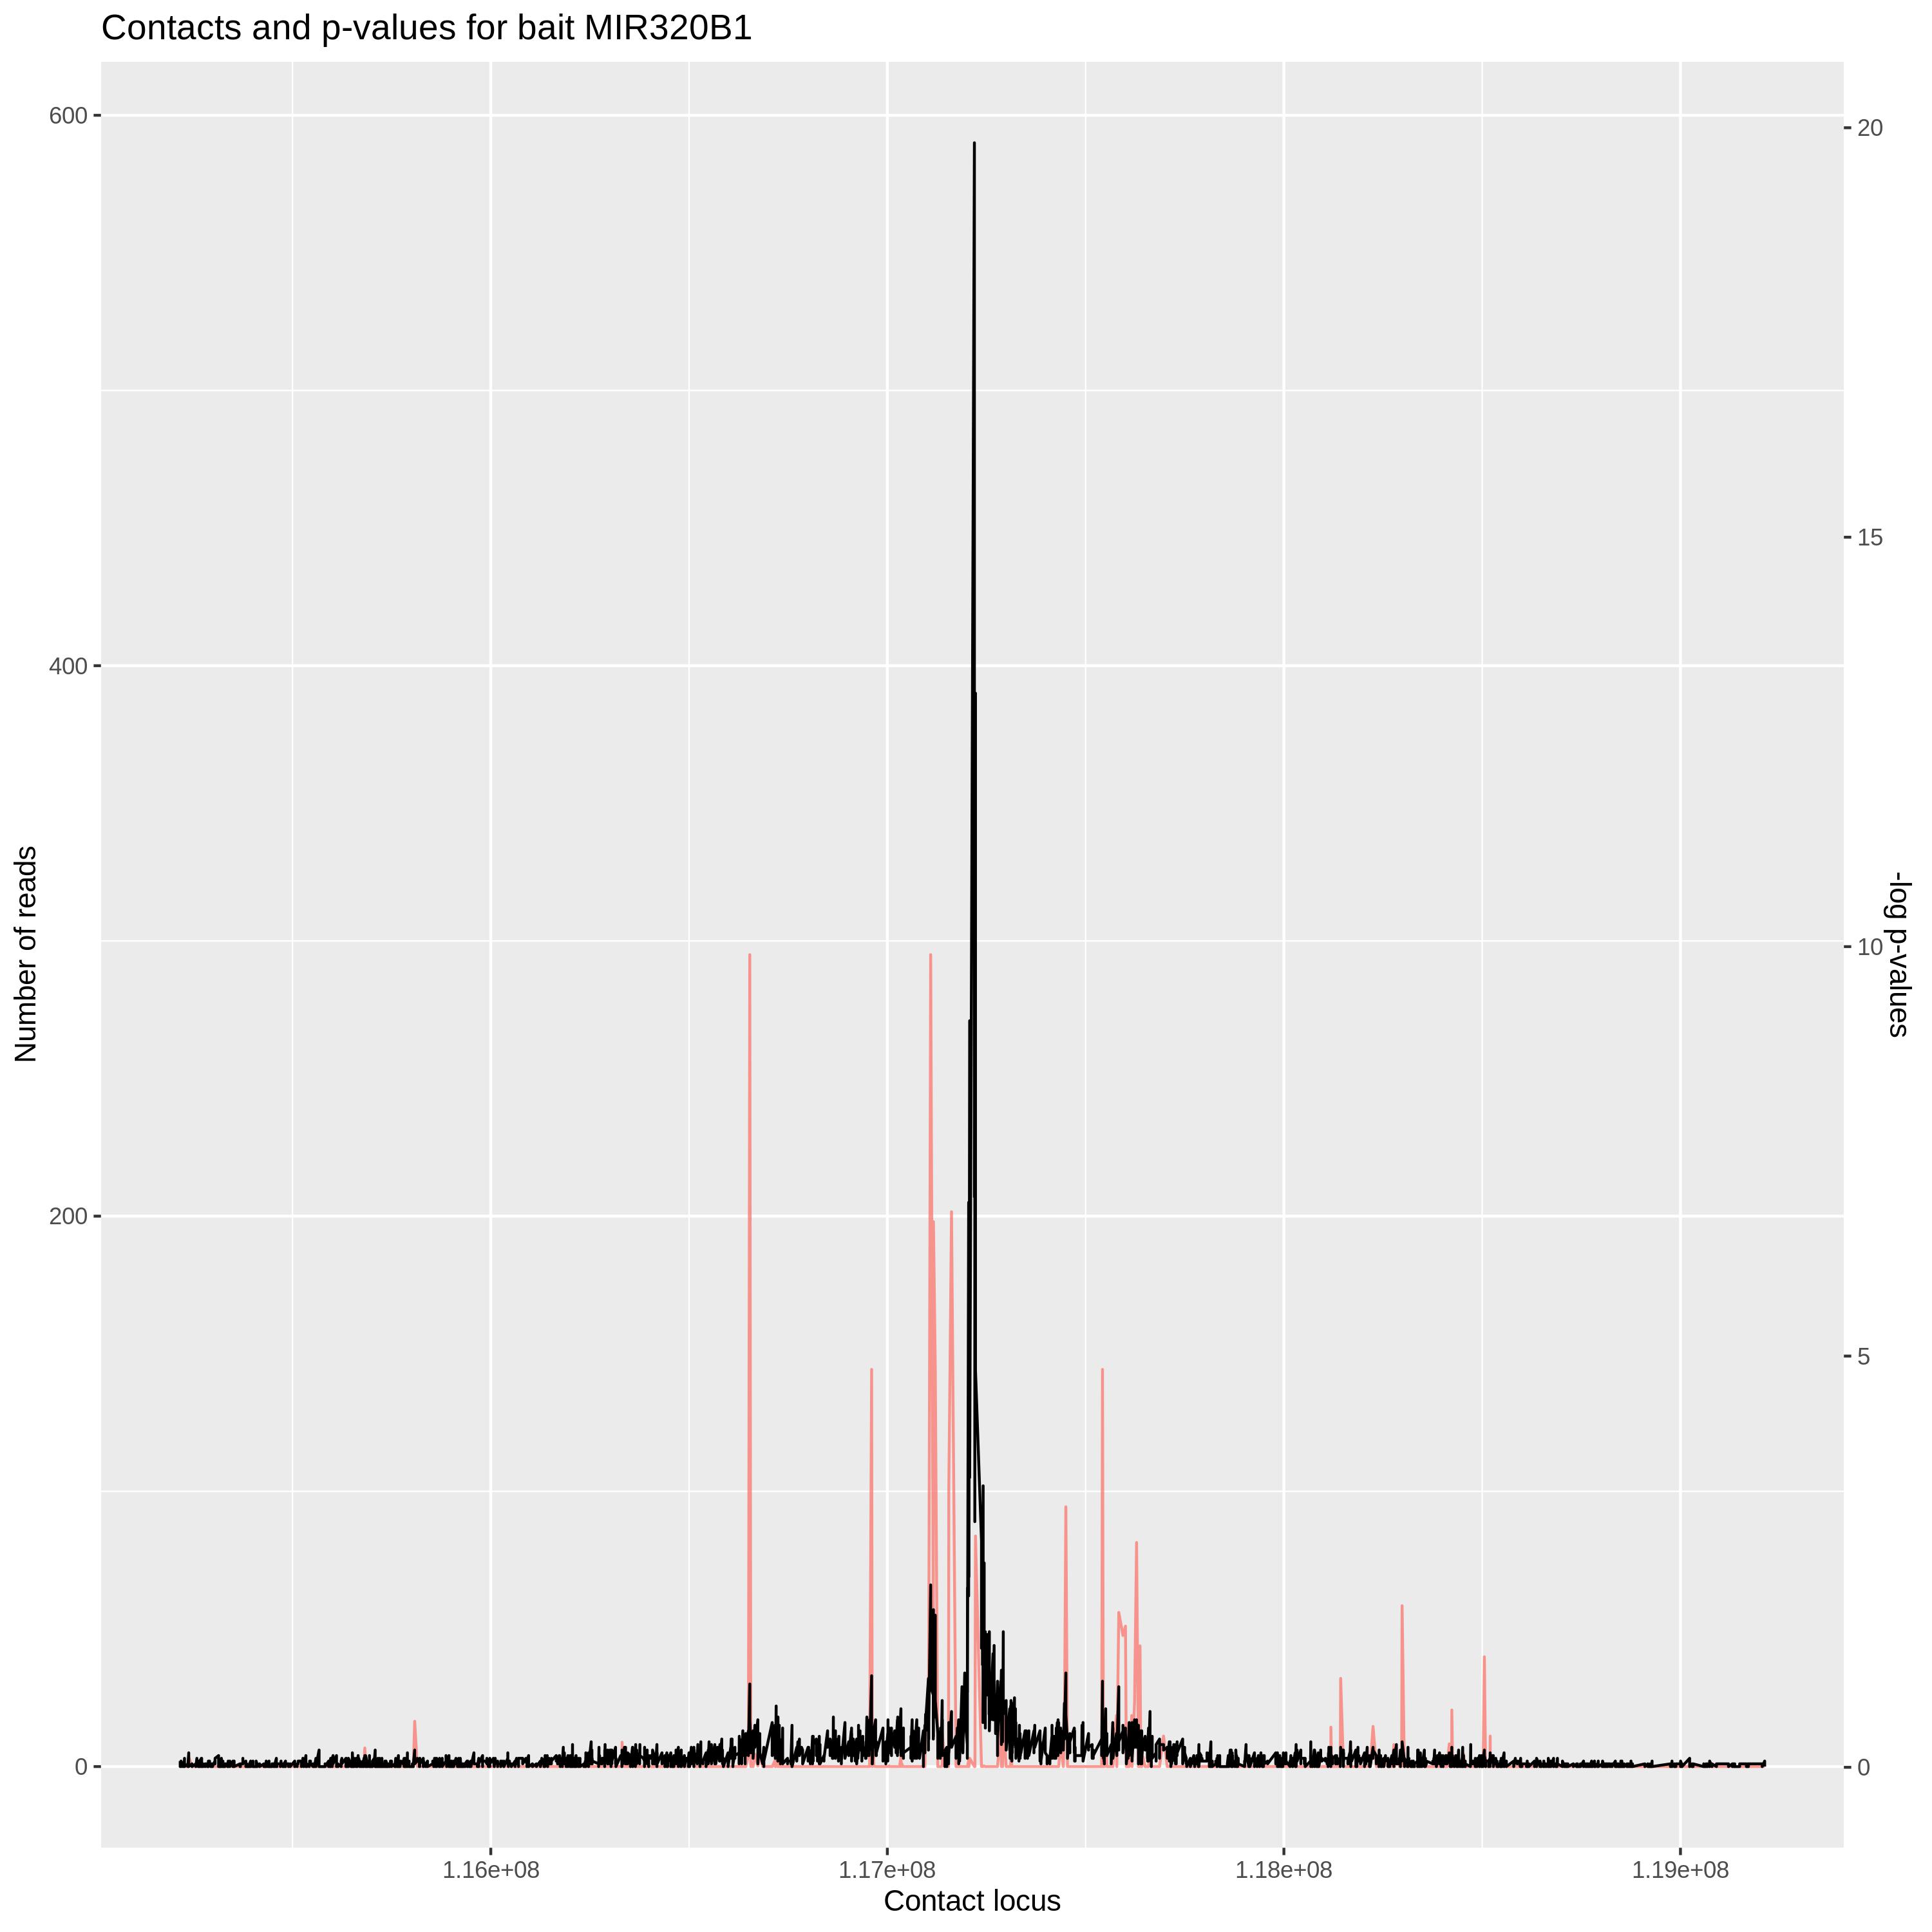 Contacts and p-values for bait MIR320B1
600
400
200
0
Number of reads
20
15
10
5
0
-log p-values
1.16e+08
1.17e+08
1.18e+08
1.19e+08
Contact locus